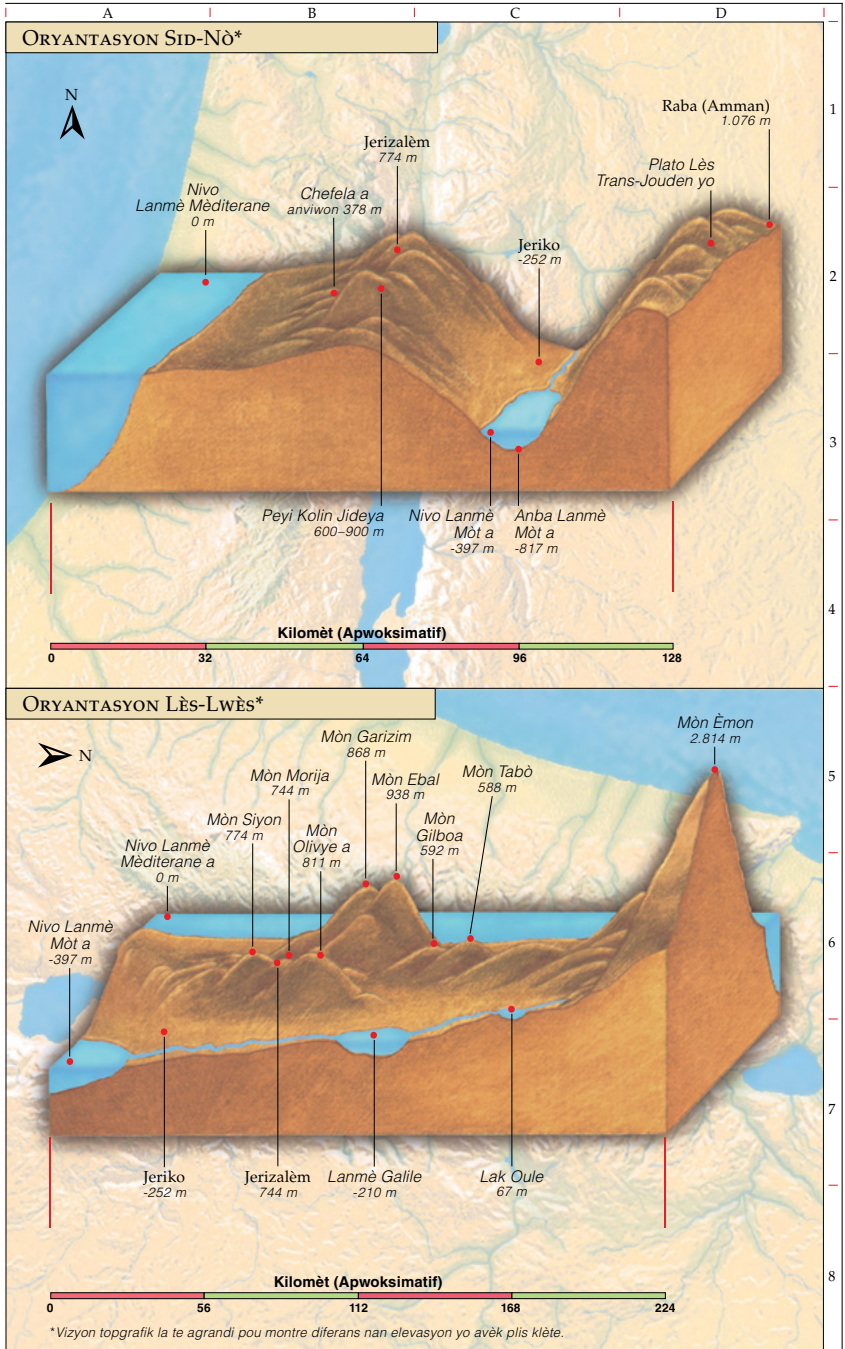 A B C D
ORYANTASYON SID-NÒ*
N
1
Raba (Amman)
1.076 m
Jerizalèm
774 m
Plato Lès
Trans-Jouden yo
Nivo
Lanmè Mèditerane
0 m
Chefela a
anviwon 378 m
Jeriko
-252 m
2
3
Peyi Kolin Jideya
600–900 m
Nivo Lanmè
Mòt a
-397 m
Anba Lanmè
Mòt a
-817 m
4
Kilomèt (Apwoksimatif)
0 32 64 96 128
ORYANTASYON LÈS-LWÈS*
N
Mòn Èmon
2.814 m
Mòn Garizim
868 m
5
Mòn Morija
744 m
Mòn Ebal
938 m
Mòn Tabò
588 m
Mòn Siyon
774 m
Mòn
Olivye a
811 m
Mòn
Gilboa
592 m
Nivo Lanmè
Mèditerane a
0 m
Nivo Lanmè
Mòt a
-397 m
6
7
Jeriko
-252 m
Jerizalèm
744 m
Lanmè Galile
-210 m
Lak Oule
67 m
8
Kilomèt (Apwoksimatif)
0 56 112 168 224
*Vizyon topgrafik la te agrandi pou montre diferans nan elevasyon yo avèk plis klète.